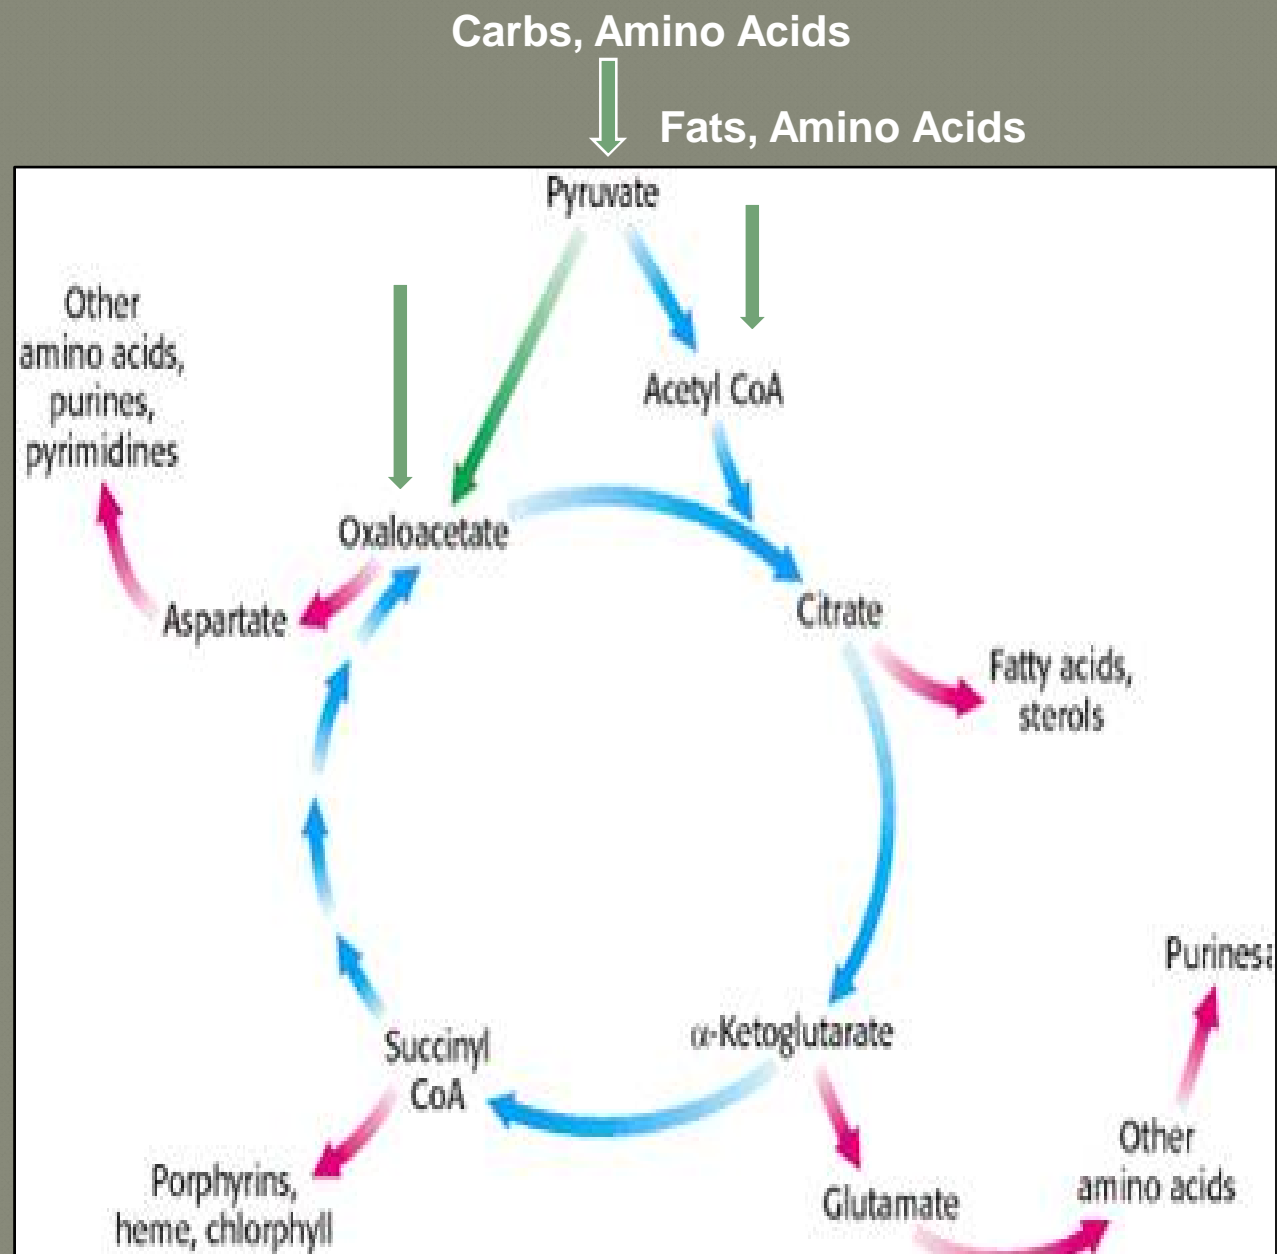 Carbs, Amino Acids
Fats, Amino Acids
Pyruvate
Other
amino acids,
purines,
pyrimidines
Acetyl CoA
Oxaloacetate
Aspartate
Citrate
Fatty acids,
sterols
Purines
α-Ketoglutarate
Succinyl
CoA
Other
amino acids
Porphyrins,
heme, chlorphyll
Glutamate